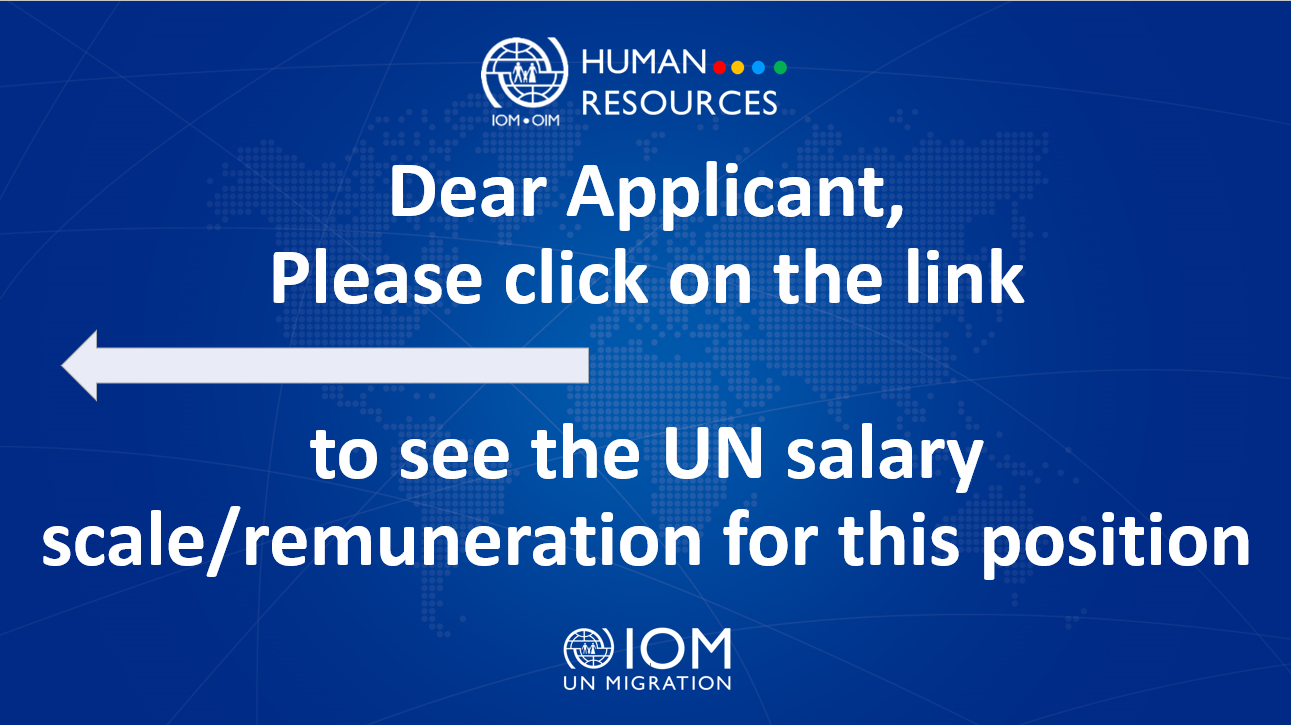 HUMAN
RESOURCES
IOM • OIM
Dear Applicant,
Please click on the link
to see the UN salary
scale/remuneration for this position
IOM
UN MIGRATION